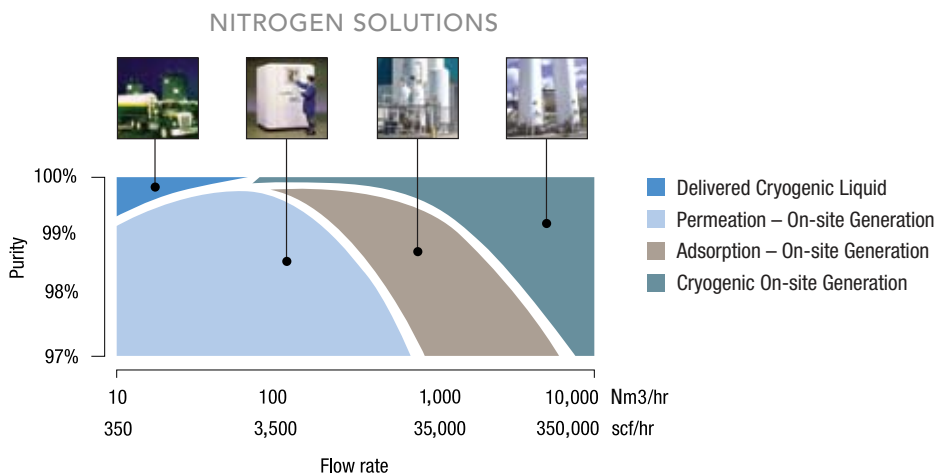 NITROGEN SOLUTIONS
100%
99%
98%
97%
Purity
10 100 1,000 10,000 Nm3/hr
350 3,500 35,000 350,000 scf/hr
Flow rate
Delivered Cryogenic Liquid
Permeation – On-site Generation
Adsorption – On-site Generation
Cryogenic On-site Generation